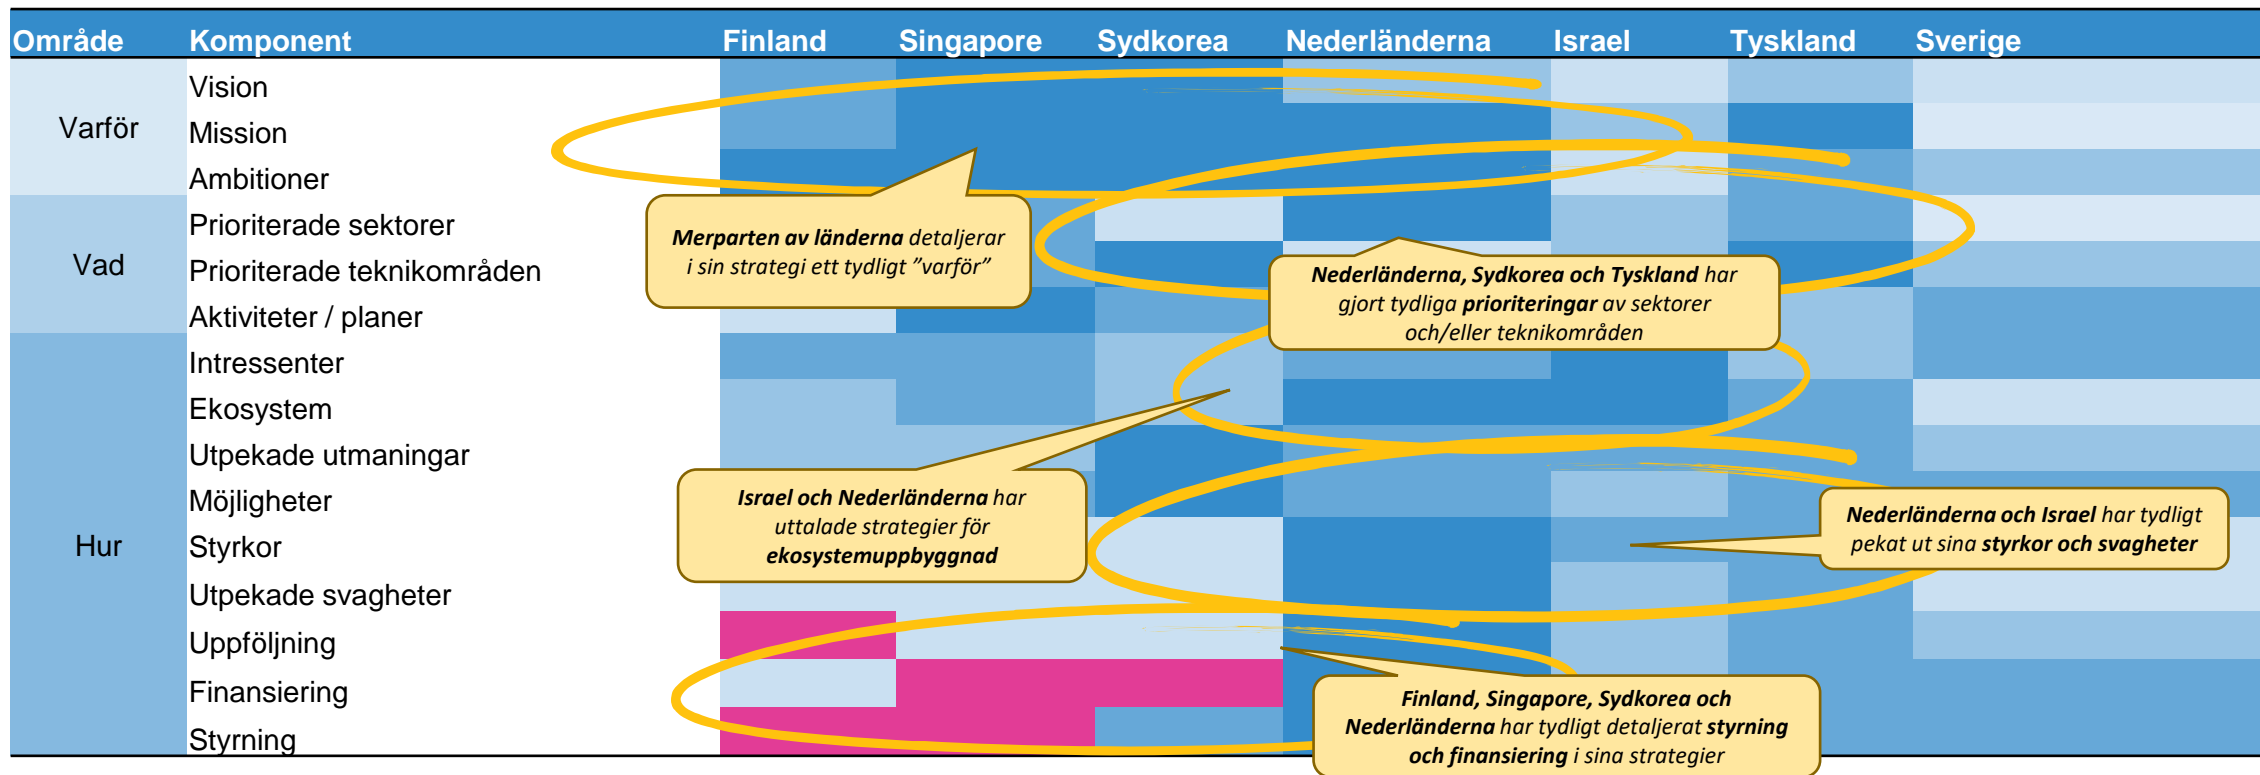 Område Komponent Finland Singapore Sydkorea Nederländerna Israel Tyskland Sverige
Varför
Vision
Mission
Ambitioner
Vad
Prioriterade sektorer
Prioriterade teknikområden
Aktiviteter / planer
Hur
Intressenter
Ekosystem
Utpekade utmaningar
Möjligheter
Styrkor
Utpekade svagheter
Uppföljning
Finansiering
Styrning
Merparten av länderna detaljerar
i sin strategi ett tydligt ”varför”
Nederländerna, Sydkorea och Tyskland har
gjort tydliga prioriteringar av sektorer
och/eller teknikområden
Israel och Nederländerna har
uttalade strategier för
ekosystemuppbyggnad
Nederländerna och Israel har tydligt
pekat ut sina styrkor och svagheter
Finland, Singapore, Sydkorea och
Nederländerna har tydligt detaljerat styrning
och finansiering i sina strategier